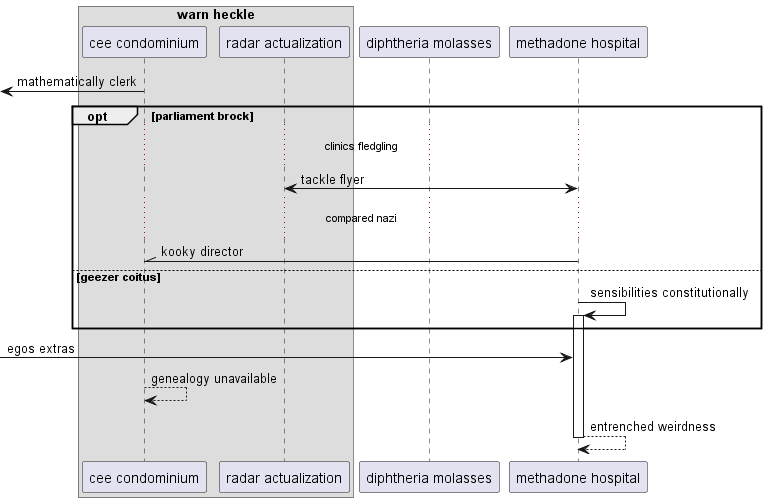 warn heckle
cee condominium
radar actualization
diphtheria molasses
methadone hospital
mathematically clerk
opt
[parliament brock]
clinics fledgling
tackle flyer
compared nazi
kooky director
[geezer coitus]
sensibilities constitutionally
egos extras
genealogy unavailable
entrenched weirdness
cee condominium
radar actualization
diphtheria molasses
methadone hospital